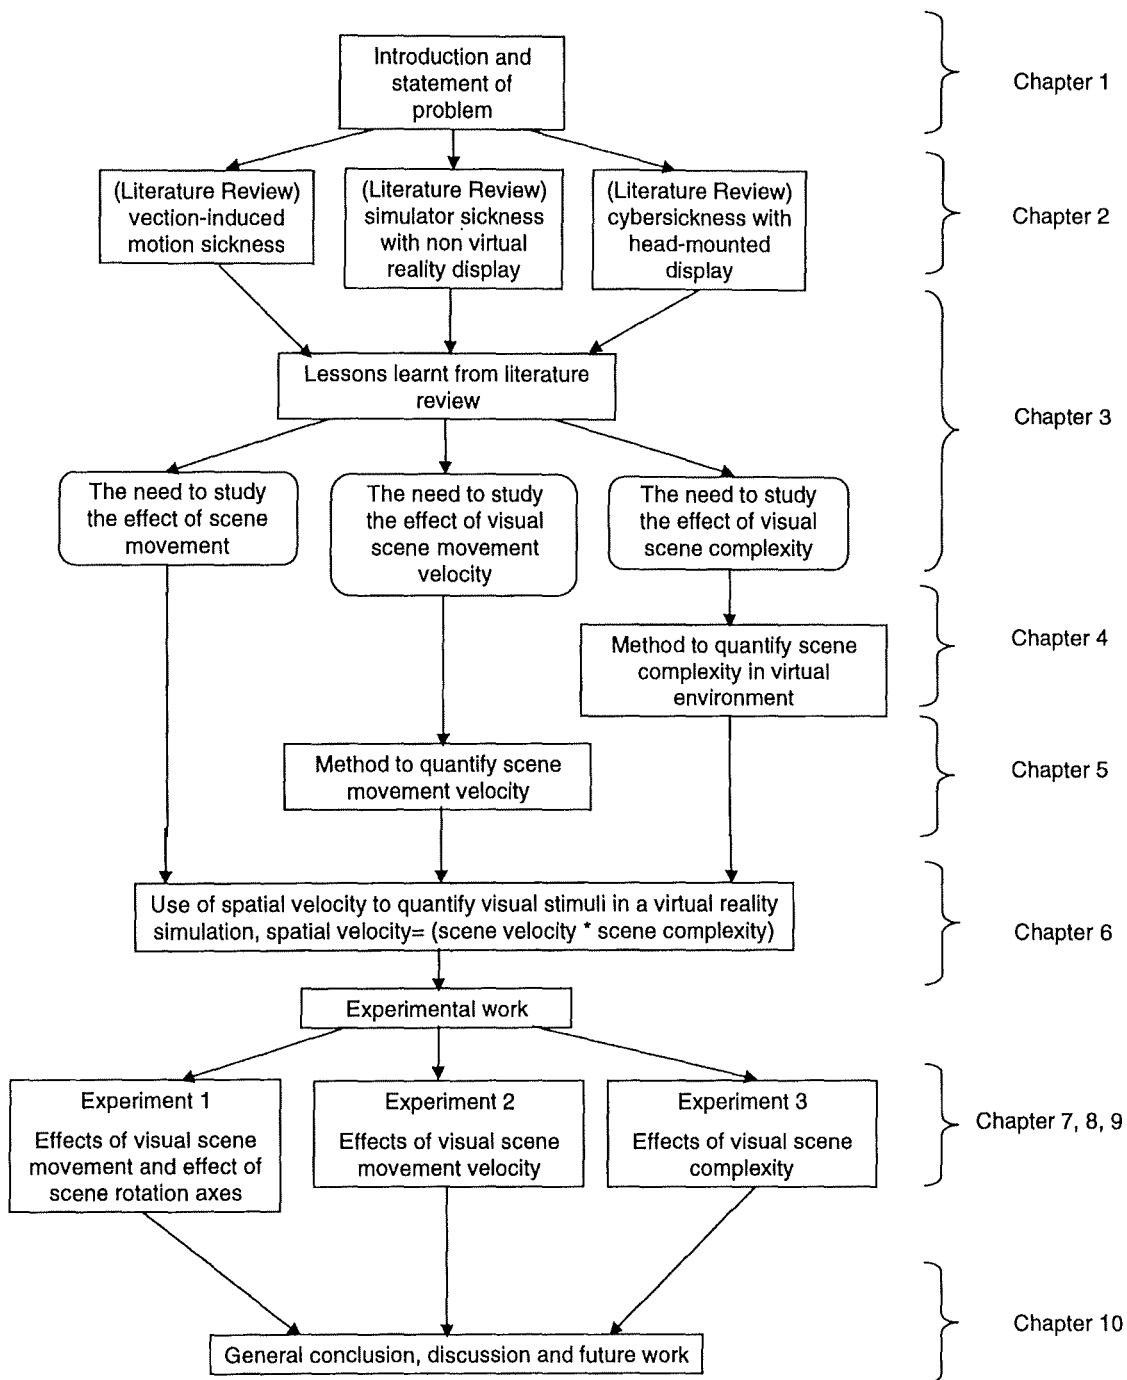 Introduction and
statement of
problem
Chapter 1
(Literature Review)
vection-induced
motion sickness
(Literature Review)
simulator sickness
with non virtual
reality display
(Literature Review)
cybersickness with
head-mounted
display
Chapter 2
Lessons learnt from literature
review
Chapter 3
The need to study
the effect of scene
movement
The need to study
the effect of visual
scene movement
velocity
The need to study
the effect of visual
scene complexity
Method to quantify scene
complexity in virtual
environment
Chapter 4
Method to quantify scene
movement velocity
Chapter 5
Use of spatial velocity to quantify visual stimuli in a virtual reality
simulation, spatial velocity= (scene velocity * scene complexity)
Chapter 6
Experimental work
Experiment 1
Effects of visual scene
movement and effect of
scene rotation axes
Experiment 2
Effects of visual scene
movement velocity
Experiment 3
Effects of visual scene
complexity
Chapter 7, 8, 9
General conclusion, discussion and future work
Chapter 10